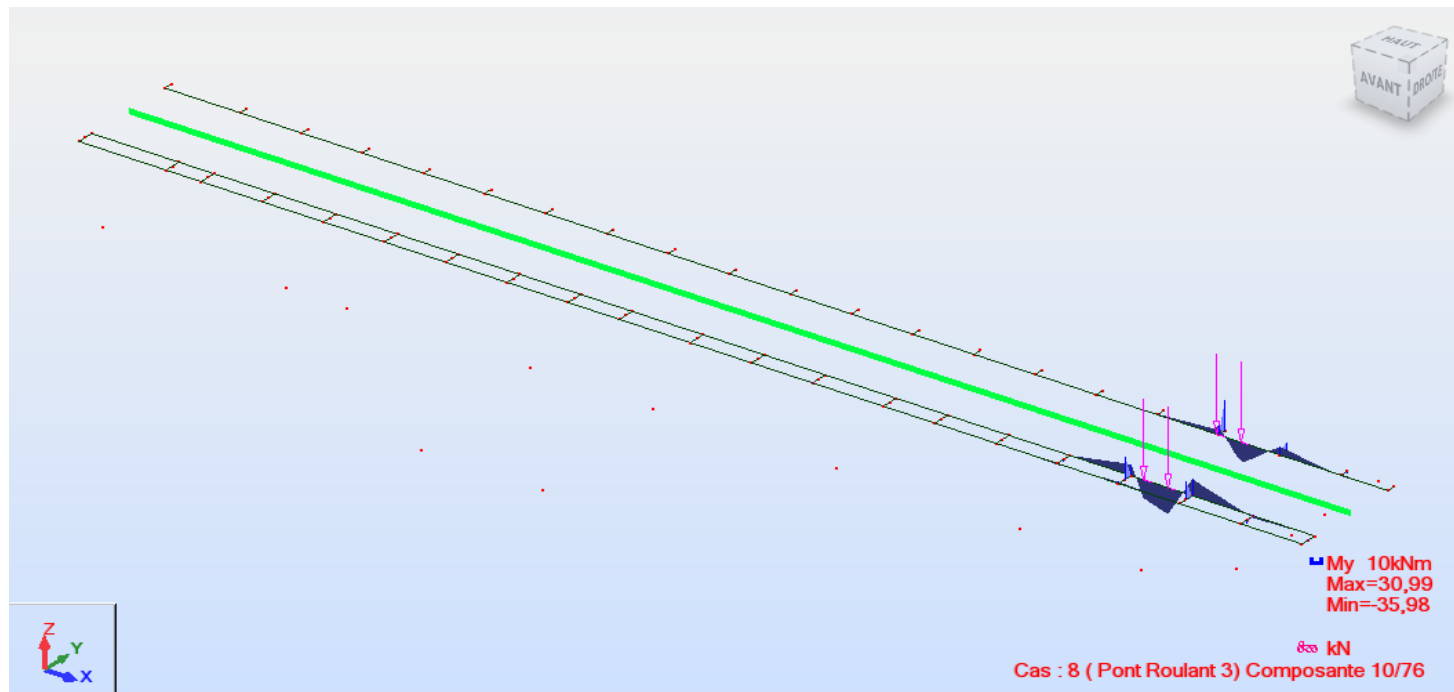 HAUT
AVANT
DROITE
My 10kNm
Max=30,99
Min=-35,98
kN
Cas : 8 ( Pont Roulant 3) Composante 10/76
Z
Y
X